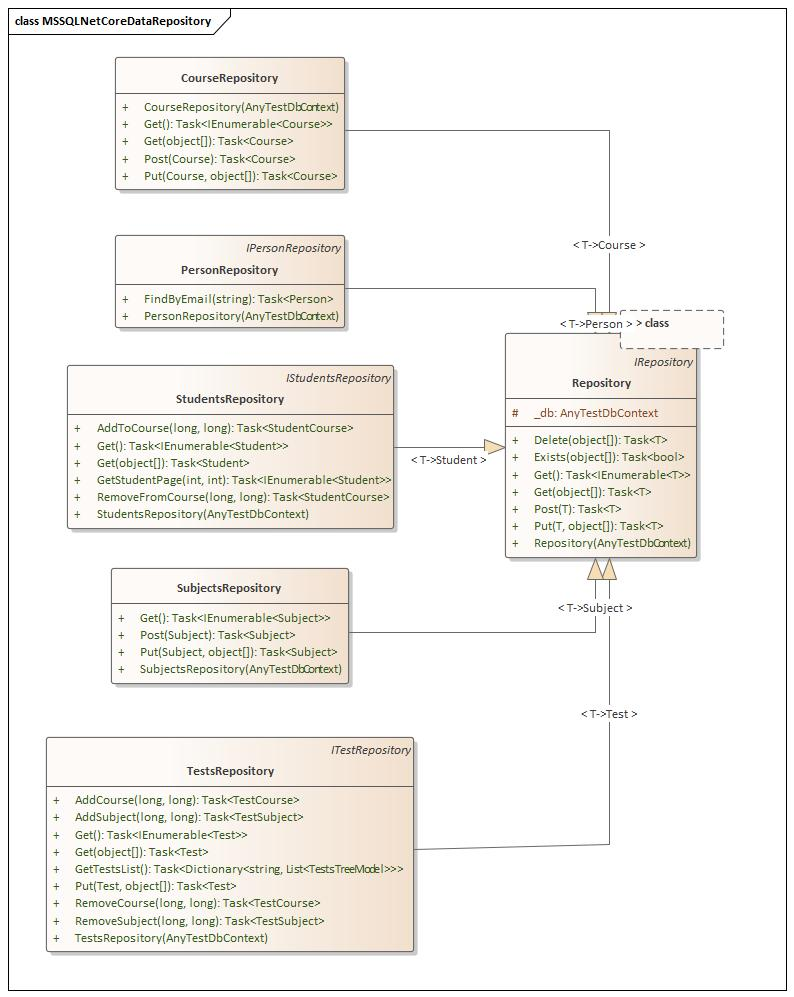 class MSSQLNetCoreDataRepository
CourseRepository
+ CourseRepository(AnyTestDbContext)
+ Get(): Task<IEnumerable<Course>>
+ Get(object[]): Task<Course>
+ Post(Course): Task<Course>
+ Put(Course, object[]): Task<Course>
< T->Course >
IPersonRepository
PersonRepository
+ FindByEmail(string): Task<Person>
+ PersonRepository(AnyTestDbContext)
< T->Person >
> class
IStudentsRepository
StudentsRepository
+ AddToCourse(long, long): Task<StudentCourse>
+ Get(): Task<IEnumerable<Student>>
+ Get(object[]): Task<Student>
+ GetStudentPage(int, int): Task<IEnumerable<Student>>
+ RemoveFromCourse(long, long): Task<StudentCourse>
+ StudentsRepository(AnyTestDbContext)
< T->Student >
IRepository
Repository
# _db: AnyTestDbContext
+ Delete(object[]): Task<T>
+ Exists(object[]): Task<bool>
+ Get(): Task<IEnumerable<T>>
+ Get(object[]): Task<T>
+ Post(T): Task<T>
+ Put(T, object[]): Task<T>
+ Repository(AnyTestDbContext)
SubjectsRepository
+ Get(): Task<IEnumerable<Subject>>
+ Post(Subject): Task<Subject>
+ Put(Subject, object[]): Task<Subject>
+ SubjectsRepository(AnyTestDbContext)
< T->Subject >
< T->Test >
ITestRepository
TestsRepository
+ AddCourse(long, long): Task<TestCourse>
+ AddSubject(long, long): Task<TestSubject>
+ Get(): Task<IEnumerable<Test>>
+ Get(object[]): Task<Test>
+ GetTestsList(): Task<Dictionary<string, List<TestsTreeModel>>>
+ Put(Test, object[]): Task<Test>
+ RemoveCourse(long, long): Task<TestCourse>
+ RemoveSubject(long, long): Task<TestSubject>
+ TestsRepository(AnyTestDbContext)